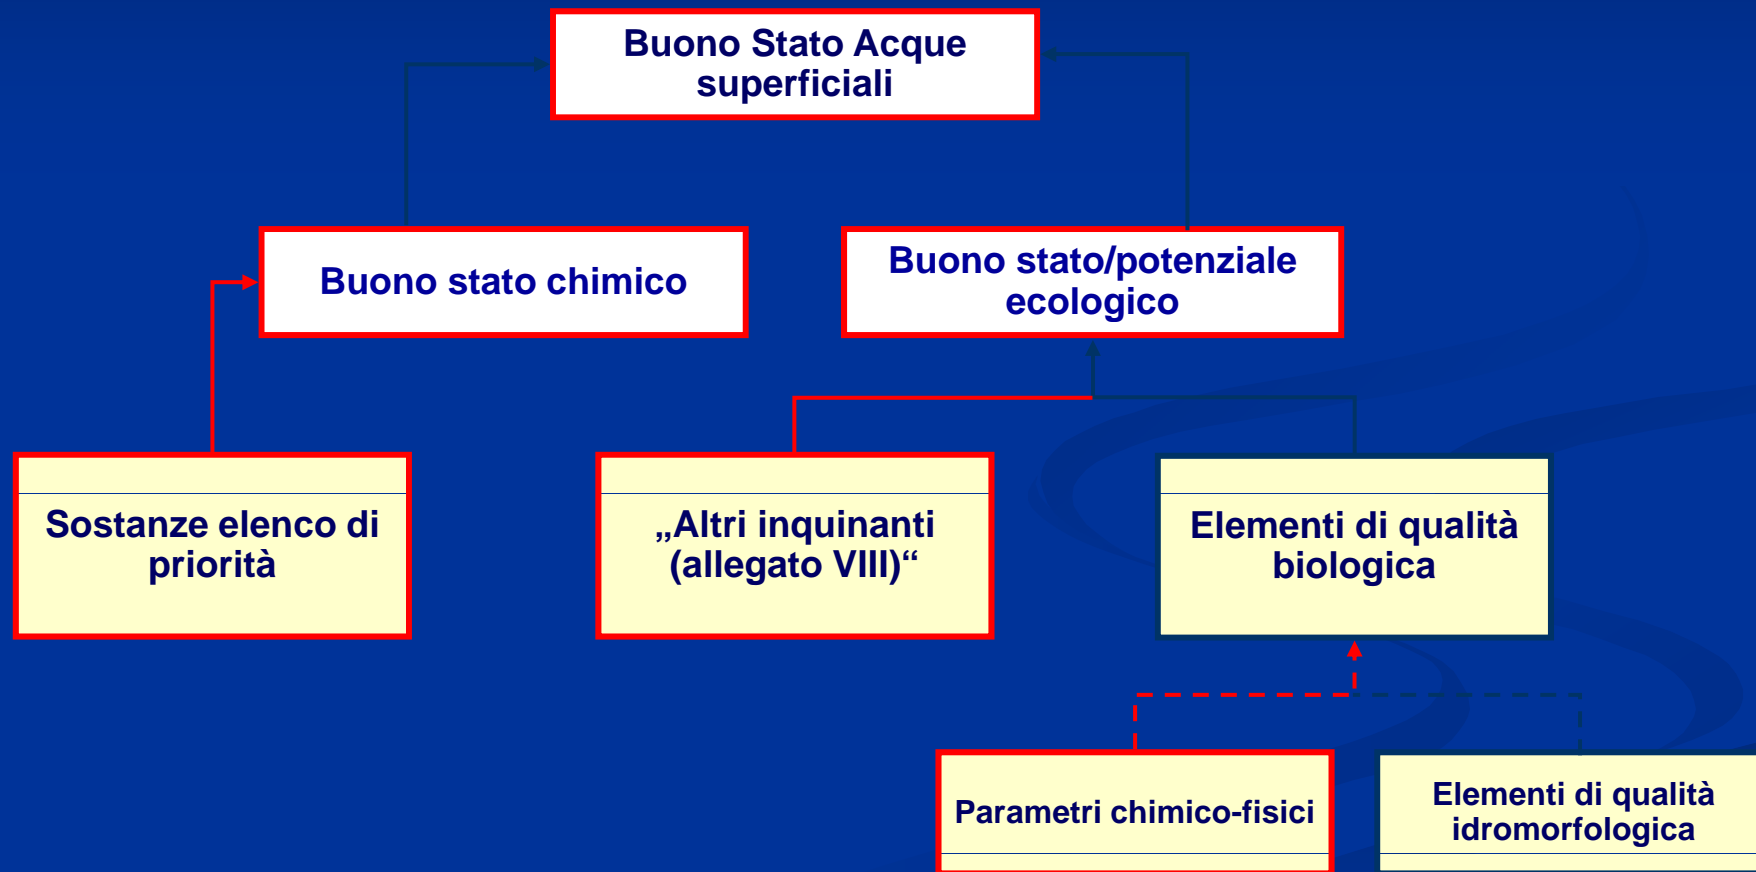 Buono Stato Acque
superficiali
Buono stato chimico
Buono stato/potenziale
ecologico
Sostanze elenco di
priorità
„Altri inquinanti
(allegato VIII)“
Elementi di qualità
biologica
Parametri chimico-fisici
Elementi di qualità
idromorfologica